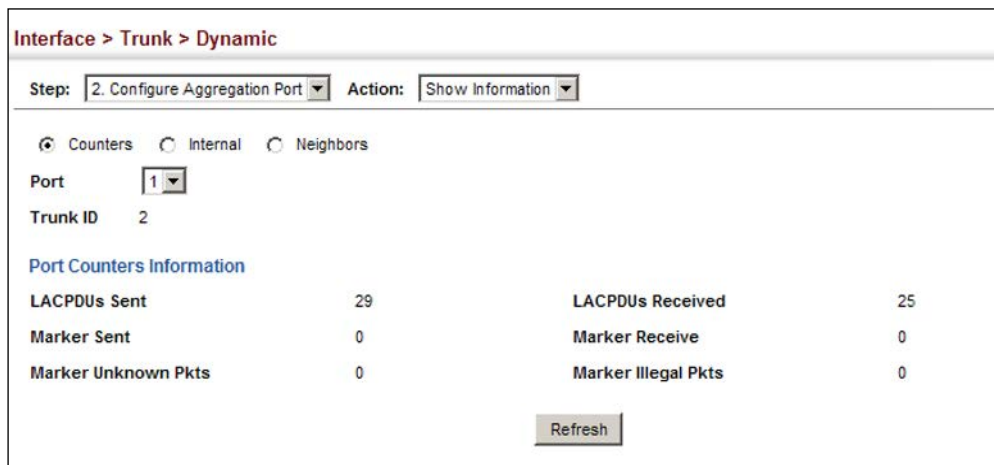 Interface > Trunk > Dynamic
Step: 2. Configure Aggregation Port Action: Show Information
Counters Internal Neighbors
Port 1
Trunk ID 2
Port Counters Information
LACPDUs Sent 29 LACPDUs Received 25
Marker Sent 0 Marker Receive 0
Marker Unknown Pkts 0 Marker Illegal Pkts 0
Refresh